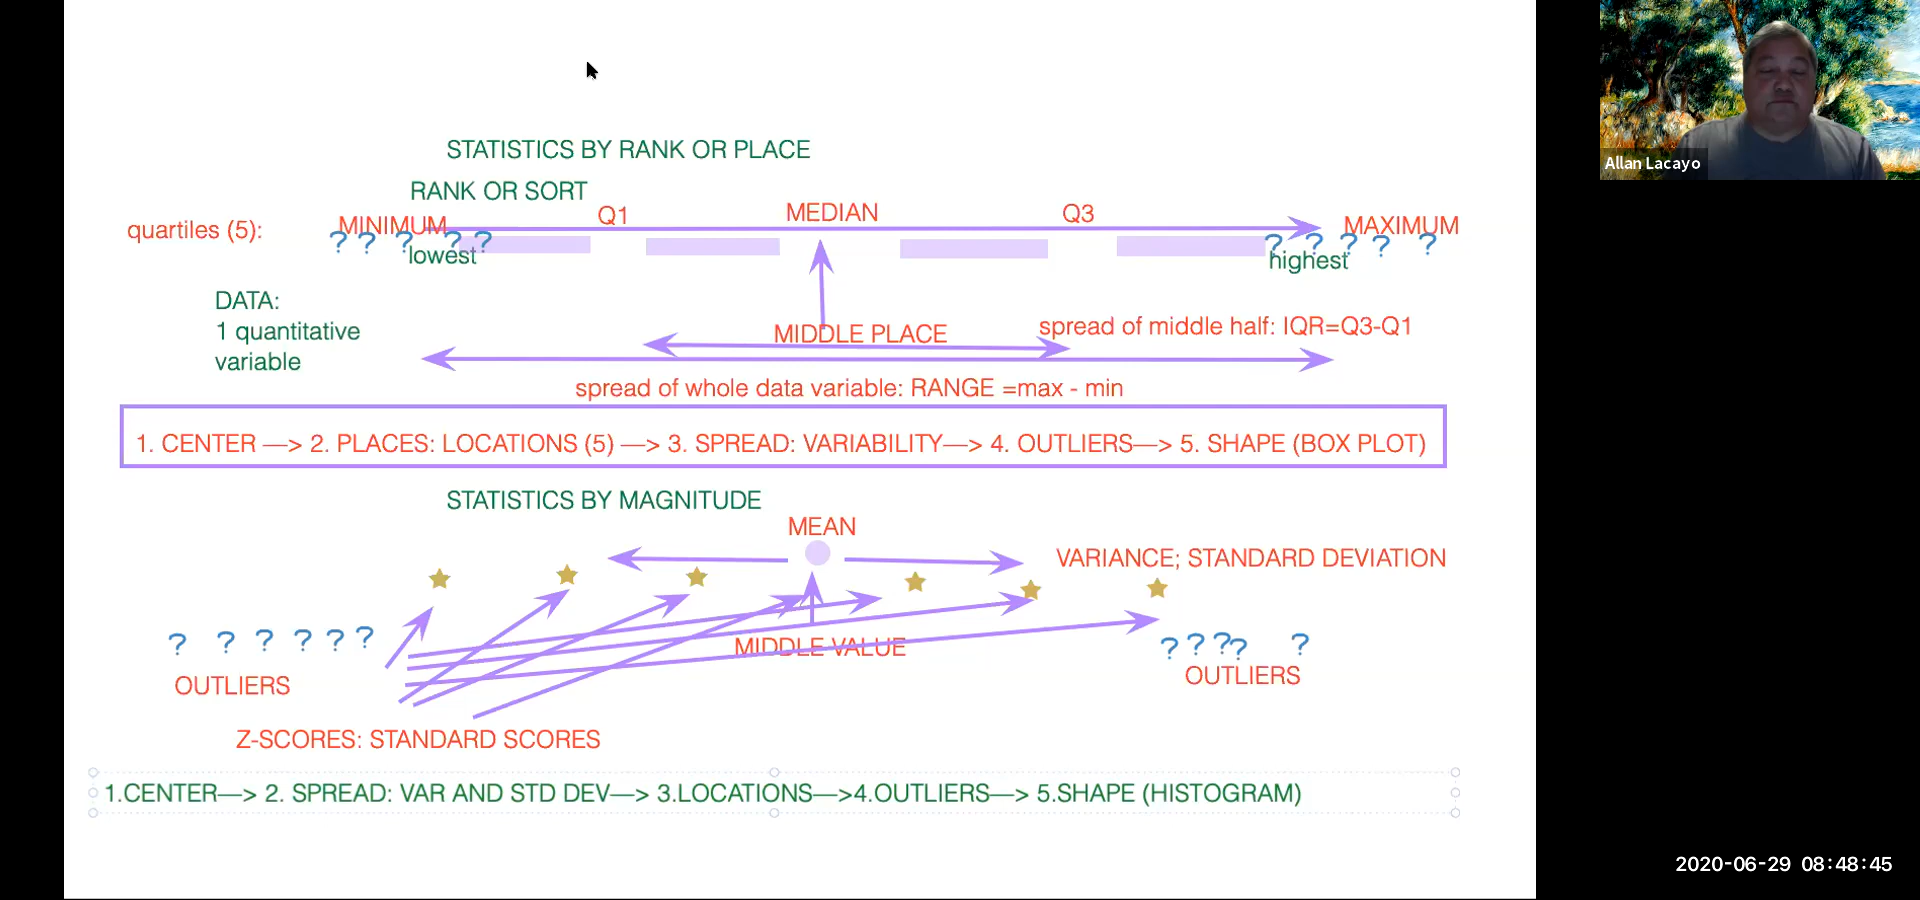 STATISTICS BY RANK OR PLACE
RANK OR SORT
quartiles (5):
MINIMUM
Q1
MEDIAN
Q3
MAXIMUM
? ? ? ? ?
? ? ? ? ?
lowest
highest
DATA:
1 quantitative
variable
MIDDLE PLACE
spread of middle half: IQR=Q3-Q1
spread of whole data variable: RANGE =max - min
1. CENTER —> 2. PLACES: LOCATIONS (5) —> 3. SPREAD: VARIABILITY—> 4. OUTLIERS—> 5. SHAPE (BOX PLOT)
STATISTICS BY MAGNITUDE
MEAN
VARIANCE; STANDARD DEVIATION
? ? ? ? ? ?
MIDDLE VALUE
? ? ? ? ?
OUTLIERS
OUTLIERS
Z-SCORES: STANDARD SCORES
1.CENTER—> 2. SPREAD: VAR AND STD DEV—> 3.LOCATIONS—>4.OUTLIERS—> 5.SHAPE (HISTOGRAM)
Allan Lacayo
2020-06-29 08:48:45